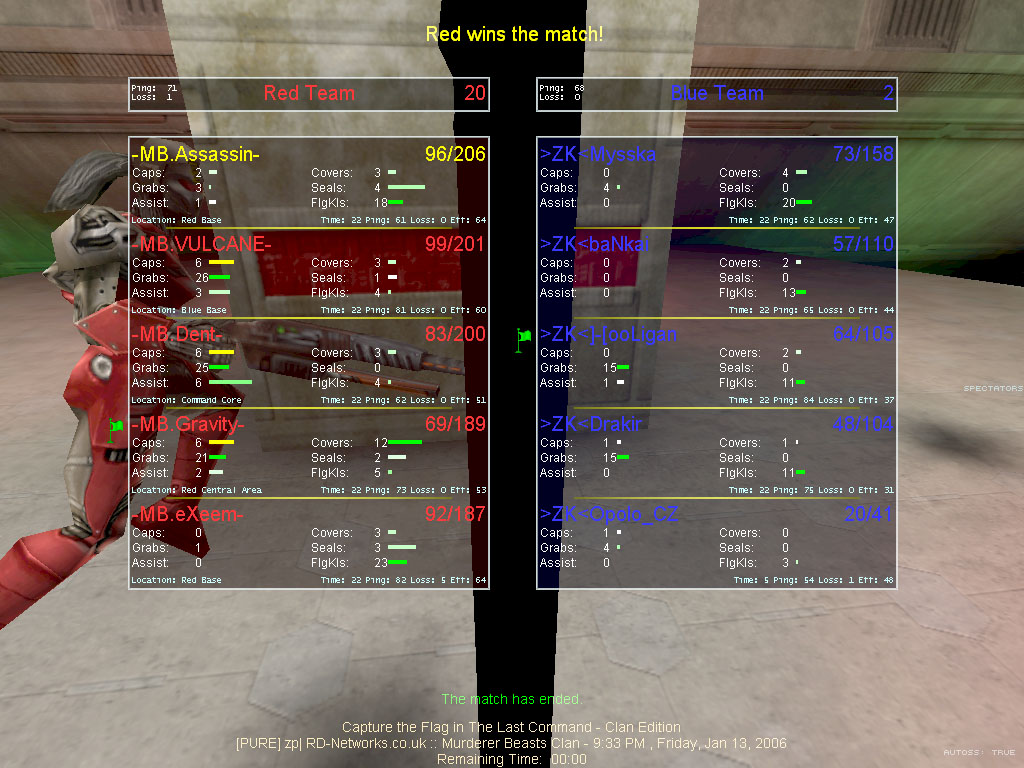 Red wins the match!
Ping: 71
Loss: 1
Red Team 20
-MB.Assassin- 96/206
Caps: 2 Covers: 3
Grabs: 3 Seals: 4
Assist: 1 FlgKls: 18
Location: Red Base Time: 22 Ping: 61 Loss: 0 Eff: 64
-MB.VULCANE- 99/201
Caps: 6 Covers: 3
Grabs: 26 Seals: 1
Assist: 3 FlgKls: 4
Location: Blue Base Time: 22 Ping: 81 Loss: 0 Eff: 60
-MB.Dent- 83/200
Caps: 6 Covers: 3
Grabs: 25 Seals: 0
Assist: 6 FlgKls: 4
Location: Command Core Time: 22 Ping: 62 Loss: 0 Eff: 51
-MB.Gravity- 69/189
Caps: 6 Covers: 12
Grabs: 21 Seals: 2
Assist: 2 FlgKls: 5
Location: Red Central Area Time: 22 Ping: 73 Loss: 0 Eff: 53
-MB.eXeem- 92/187
Caps: 0 Covers: 3
Grabs: 1 Seals: 3
Assist: 0 FlgKls: 23
Location: Red Base Time: 22 Ping: 82 Loss: 5 Eff: 64
Ping: 68
Loss: 0
Blue Team 2
>ZK<Mysska 73/158
Caps: 0 Covers: 4
Grabs: 4 Seals: 0
Assist: 0 FlgKls: 20
Time: 22 Ping: 62 Loss: 0 Eff: 47
>ZK<baNkai 57/110
Caps: 0 Covers: 2
Grabs: 0 Seals: 0
Assist: 0 FlgKls: 13
Time: 22 Ping: 65 Loss: 0 Eff: 44
>ZK<]-[ooLigan 64/105
Caps: 0 Covers: 2
Grabs: 15 Seals: 0
Assist: 1 FlgKls: 11
Time: 22 Ping: 84 Loss: 0 Eff: 37
>ZK<Drakir 48/104
Caps: 1 Covers: 1
Grabs: 15 Seals: 0
Assist: 0 FlgKls: 11
Time: 22 Ping: 75 Loss: 0 Eff: 31
>ZK<Opolo_CZ 20/41
Caps: 1 Covers: 0
Grabs: 4 Seals: 0
Assist: 0 FlgKls: 3
Time: 5 Ping: 54 Loss: 1 Eff: 48
SPECTATORS
The match has ended.
Capture the Flag in The Last Command - Clan Edition
[PURE] zp| RD-Networks.co.uk :: Murderer Beasts Clan - 9:33 PM , Friday, Jan 13, 2006
Remaining Time: 00:00
AUTOSS: TRUE